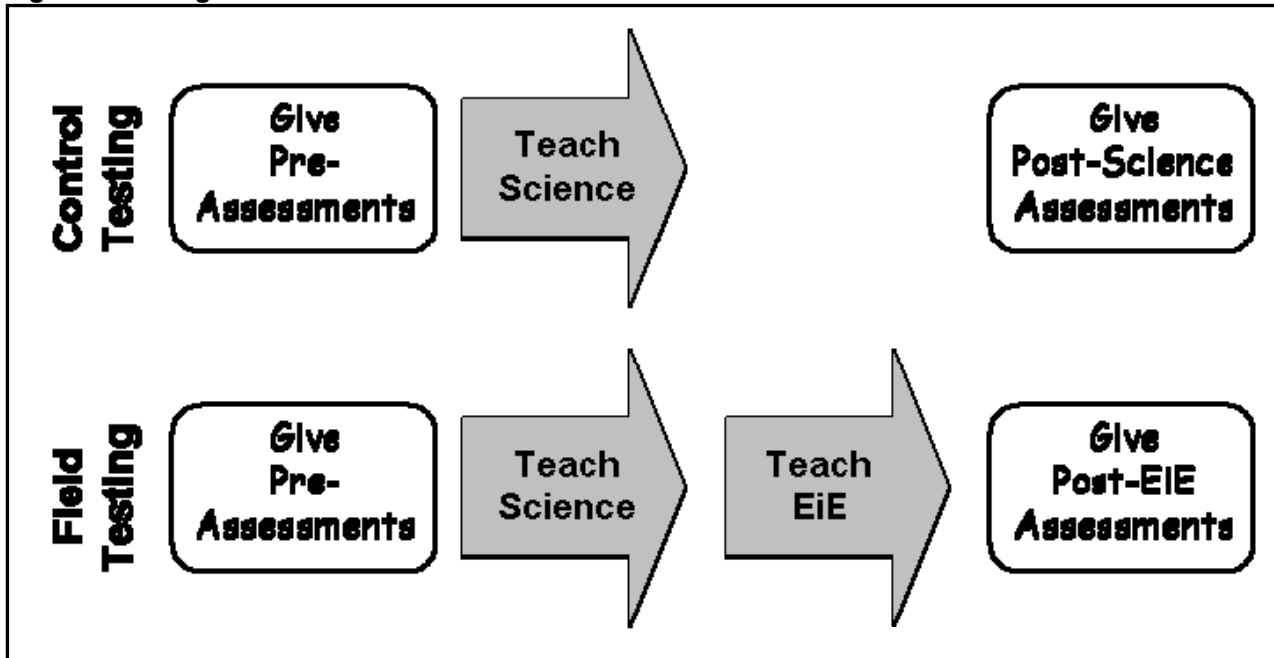 Control
Testing
Give
Pre-
Assessments
Teach
Science
Give
Post-Science
Assessments
Field
Testing
Give
Pre-
Assessments
Teach
Science
Teach
EiE
Give
Post-EiE
Assessments